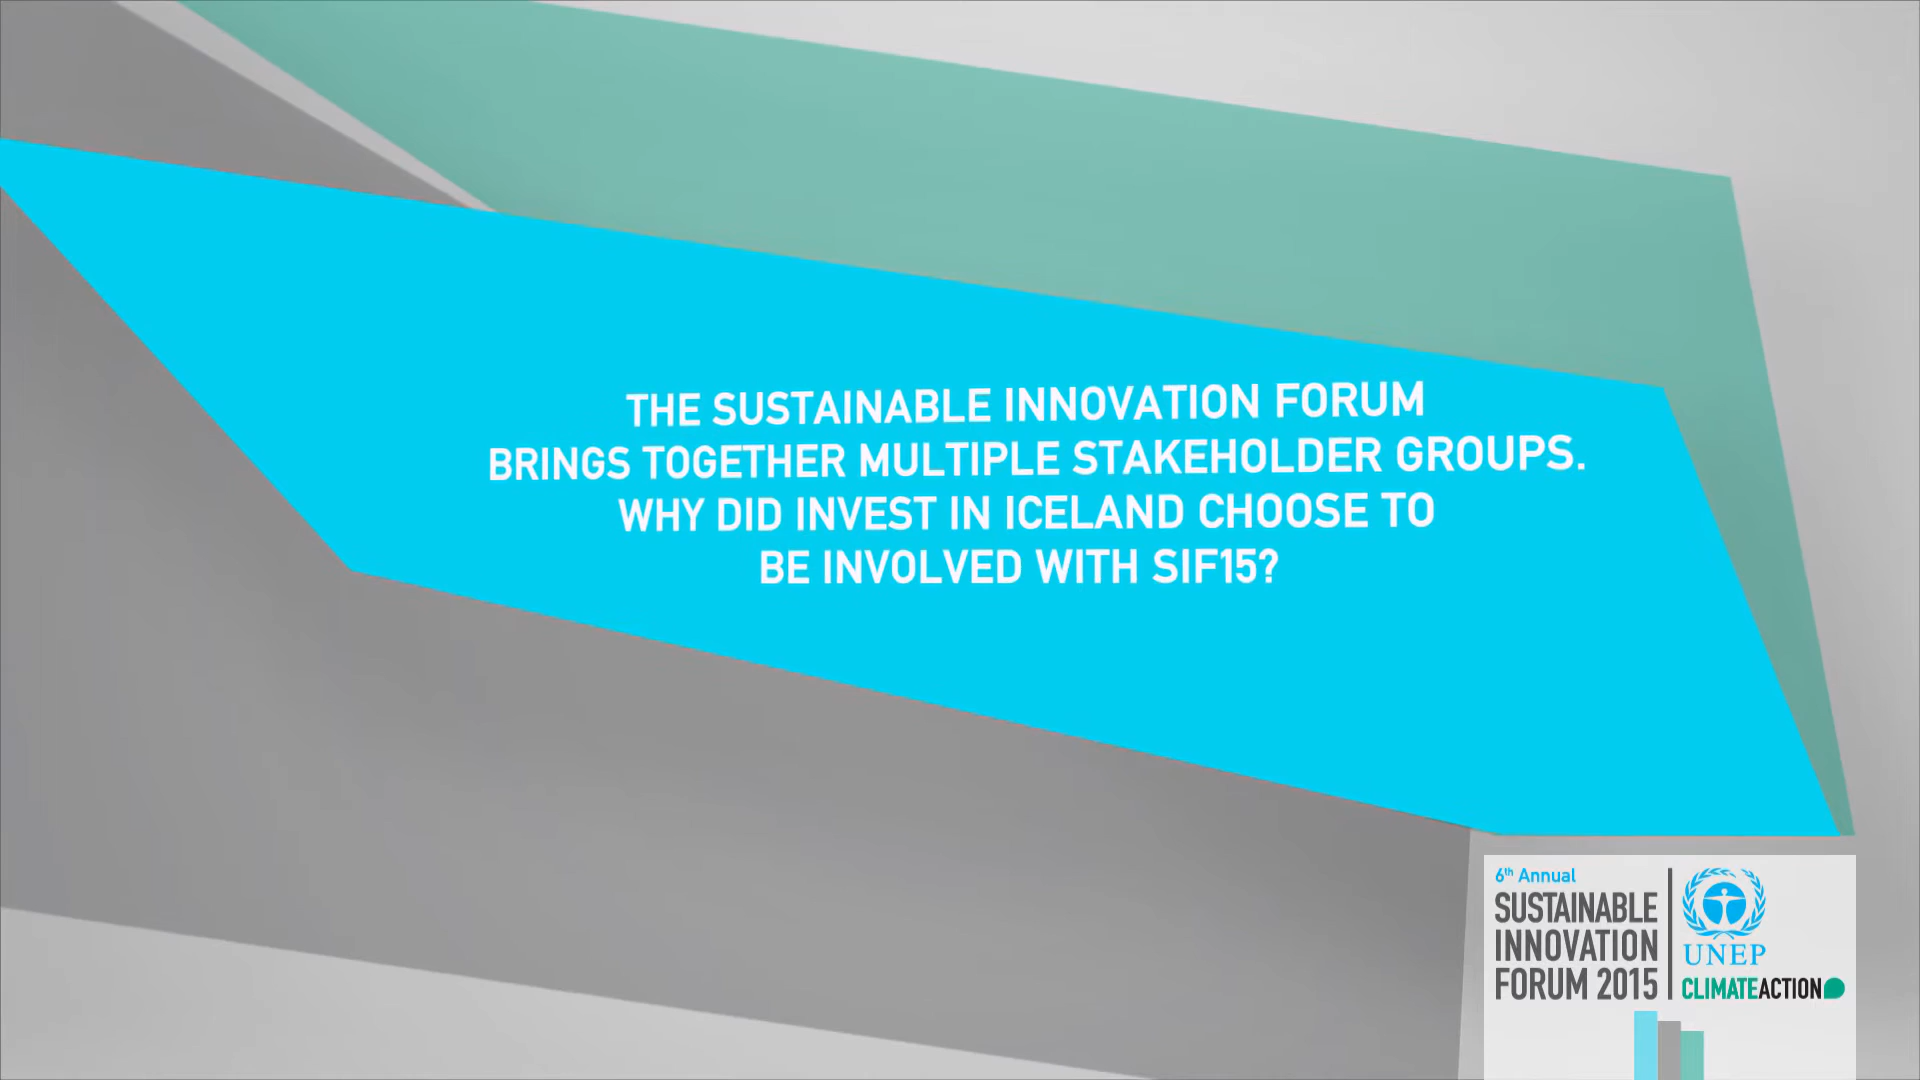 THE SUSTAINABLE INNOVATION FORUM
BRINGS TOGETHER MULTIPLE STAKEHOLDER GROUPS.
WHY DID INVEST IN ICELAND CHOOSE TO
BE INVOLVED WITH SIF15?
6th Annual
SUSTAINABLE
INNOVATION
FORUM 2015
UNEP
CLIMATEACTION